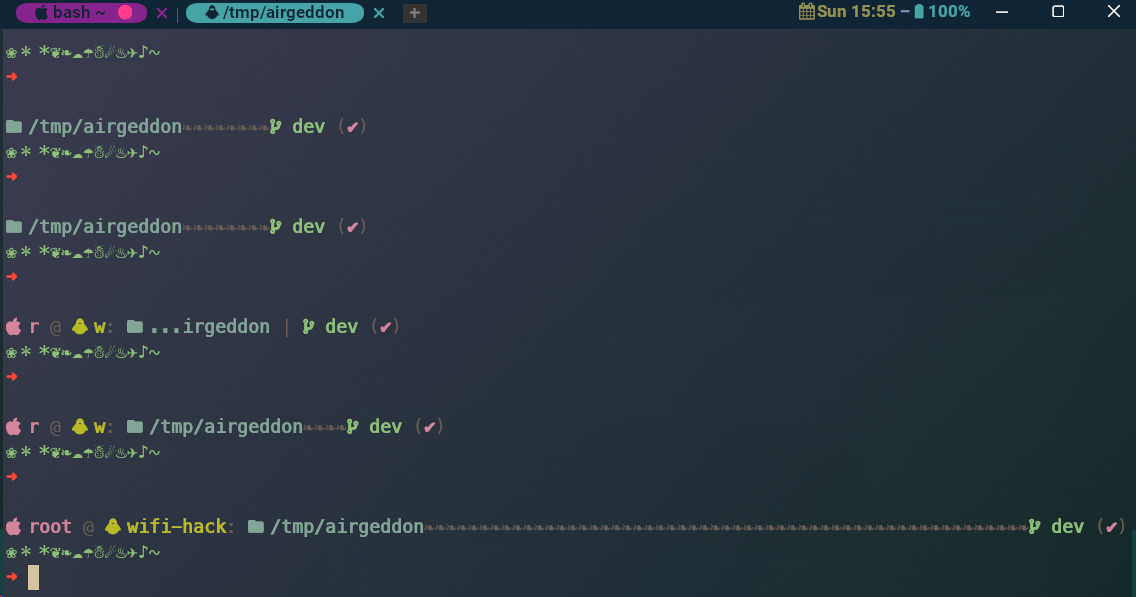 bash ~ × | /tmp/airgeddon × + Sun 15:55 – 100%
❀* *❦❧☁☂☃☄♨✈♪~
➜
/tmp/airgeddon❧❧❧❧❧❧❧❧ dev (✔)
❀* *❦❧☁☂☃☄♨✈♪~
➜
/tmp/airgeddon❧❧❧❧❧❧❧❧ dev (✔)
❀* *❦❧☁☂☃☄♨✈♪~
➜
r @ w: ...irgeddon | dev (✔)
❀* *❦❧☁☂☃☄♨✈♪~
➜
r @ w: /tmp/airgeddon❧❧❧❧ dev (✔)
❀* *❦❧☁☂☃☄♨✈♪~
➜
root @ wifi-hack: /tmp/airgeddon❧❧❧❧❧❧❧❧❧❧❧❧❧❧❧❧❧❧❧❧❧❧❧❧❧❧❧❧❧❧❧❧❧❧❧❧❧❧❧❧❧❧❧❧❧❧❧❧❧❧❧❧❧❧❧ dev (✔)
❀* *❦❧☁☂☃☄♨✈♪~
➜